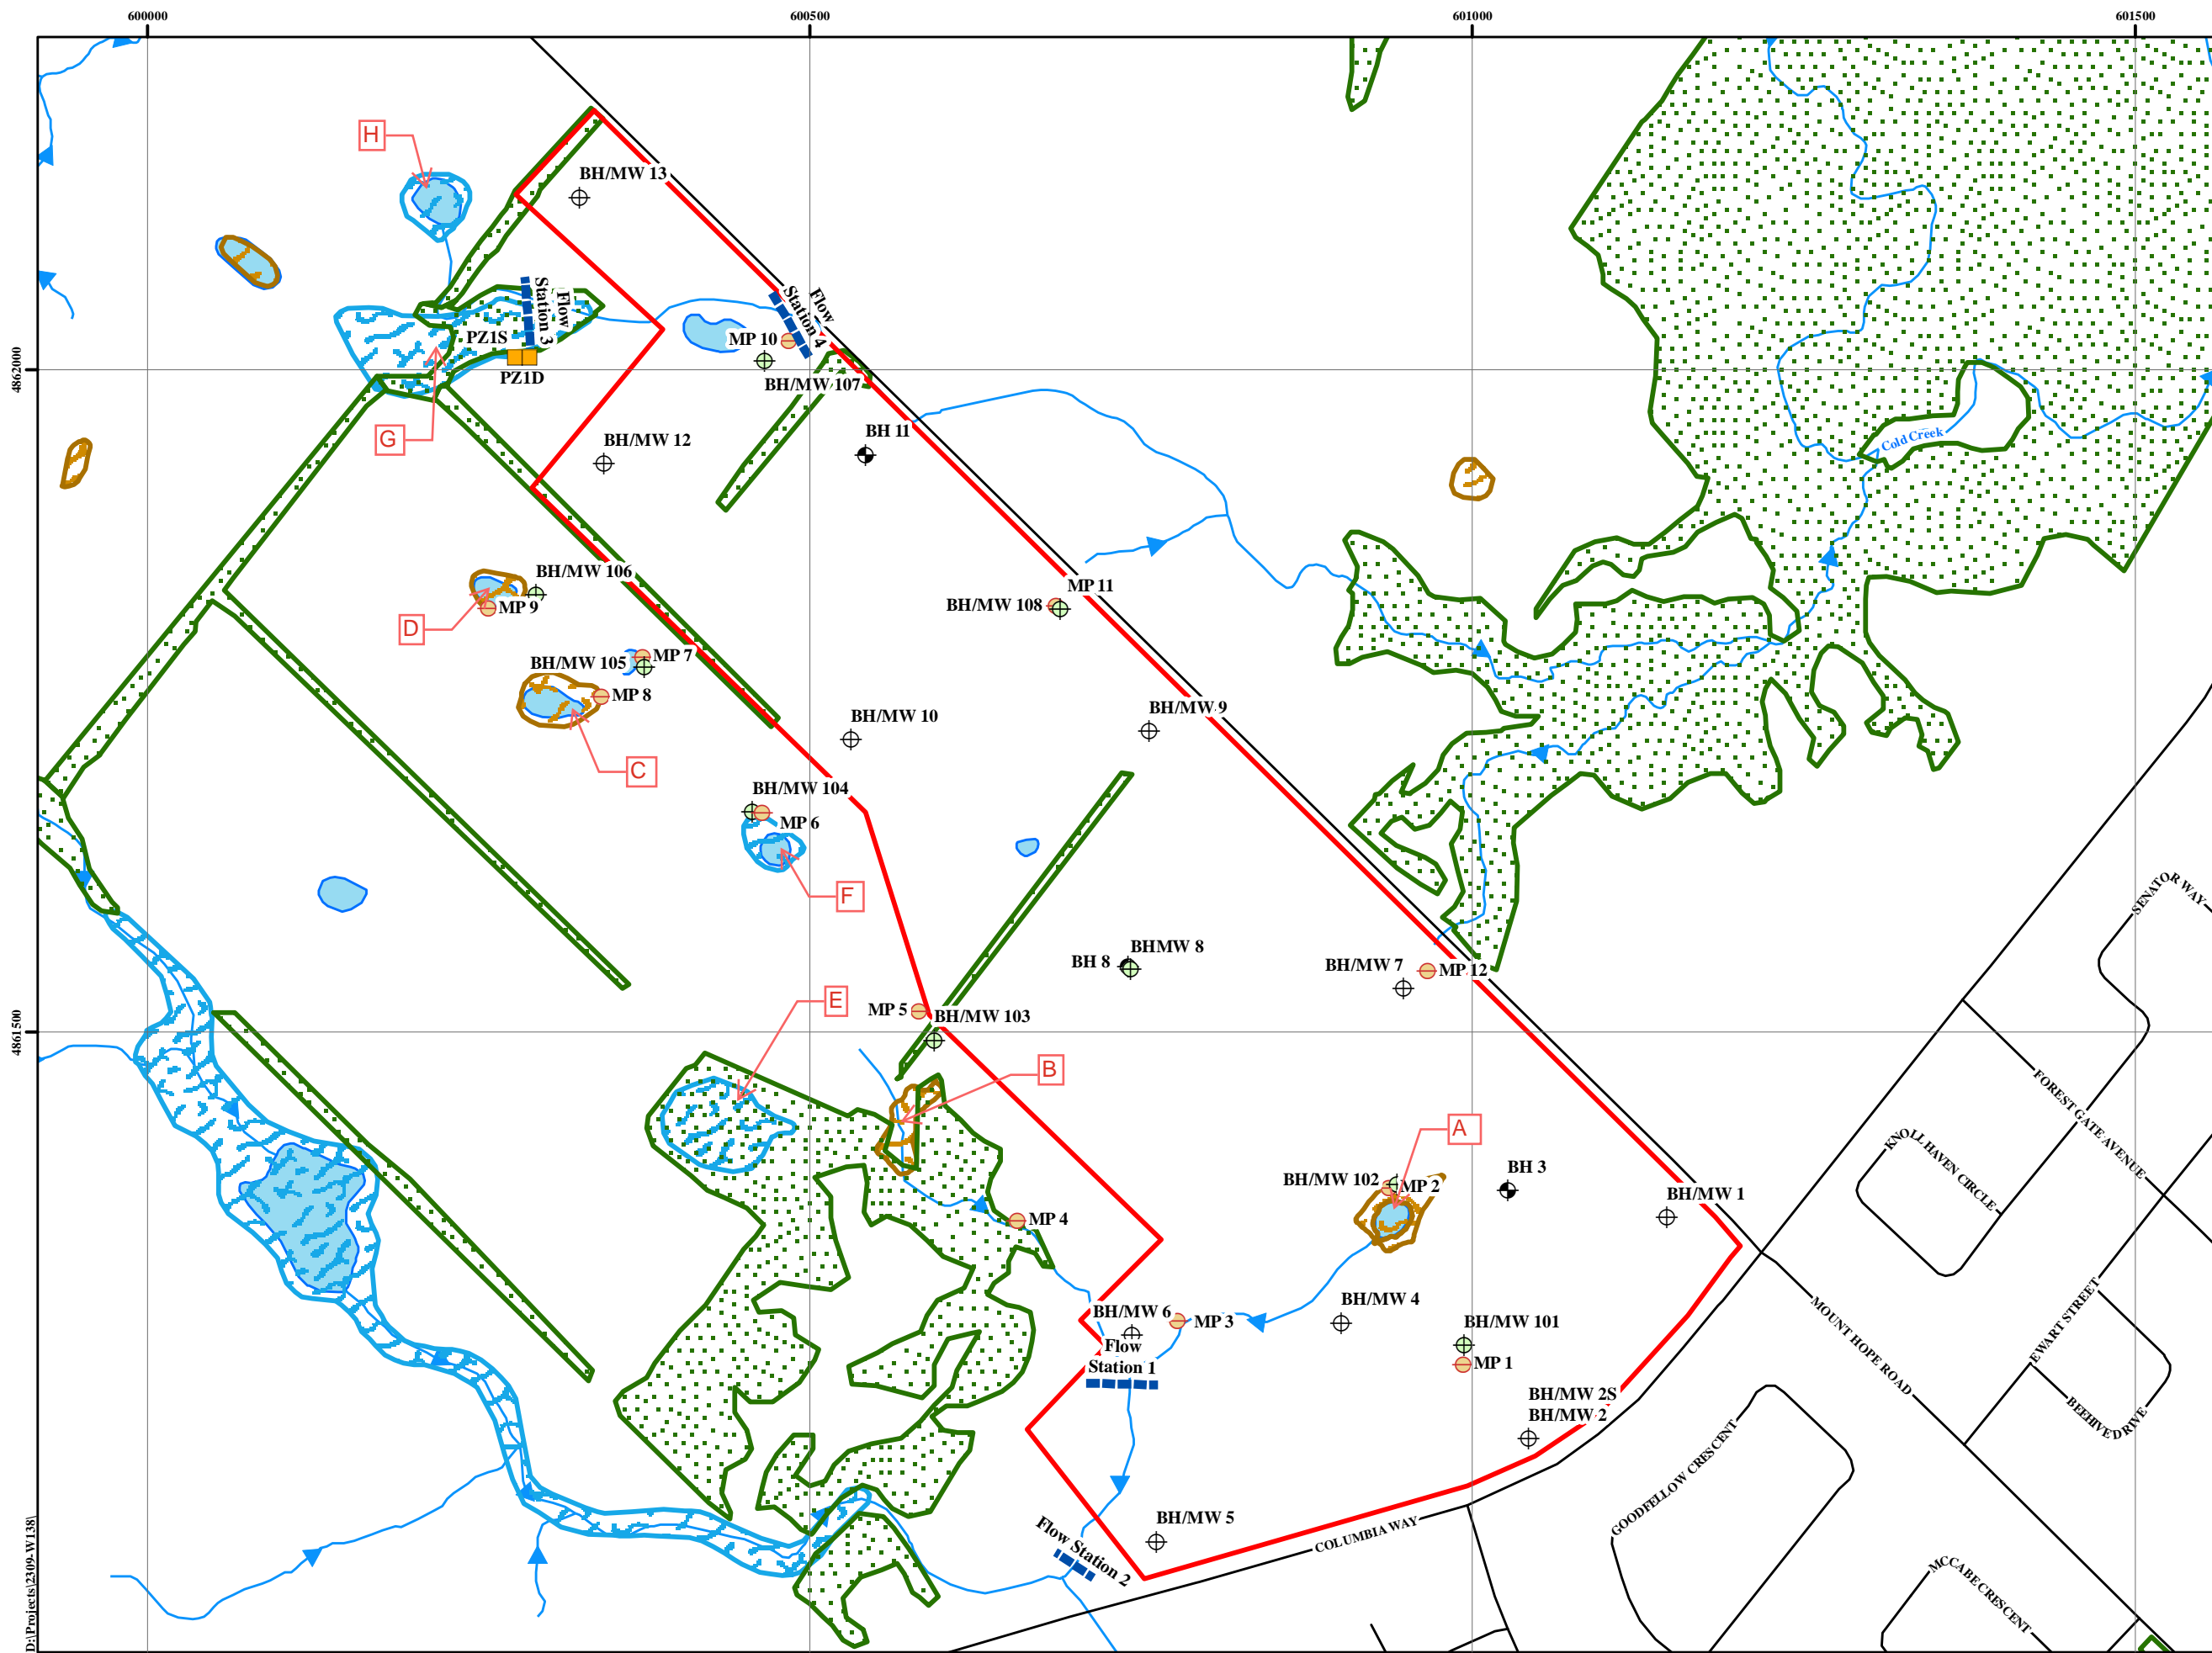 600000
600500
601000
601500
4862000
4861500
H
BH/MW 13
Flow
Station 3
Flow
Station 4
PZ1S
PZ1D
MP 10
BH/MW 107
G
BH/MW 12
BH 11
Cold Creek
BH/MW 106
D
MP 9
BH/MW 108
MP 11
BH/MW 105
MP 7
MP 8
C
BH/MW 10
BH/MW 9
BH/MW 104
MP 6
F
SENATOR WAY
BHMW 8
BH 8
BH/MW 7
MP 12
E
MP 5
BH/MW 103
B
FOREST GATE AVENUE
A
KNOLL HAVEN CIRCLE
BH/MW 102
MP 2
BH 3
BH/MW 1
MP 4
BH/MW 6
MP 3
BH/MW 4
BH/MW 101
MP 1
Flow
Station 1
MOUNT HOPE ROAD
EWART STREET
BEEHIVE DRIVE
BH/MW 2S
BH/MW 2
GOODFELLOW CRESCENT
BH/MW 5
COLUMBIA WAY
Flow Station 2
MCCABE CRESCENT
D:\Projects\2309-W138\